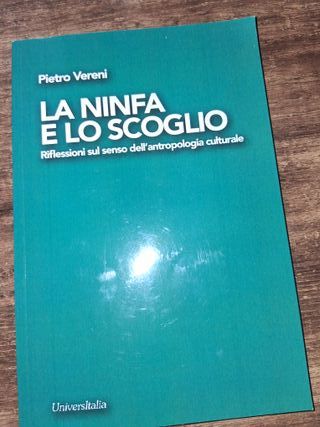 Pietro Vereni
LA NINFA
E LO SCOGLIO
Riflessioni sul senso dell'antropologia culturale
UniversItalia